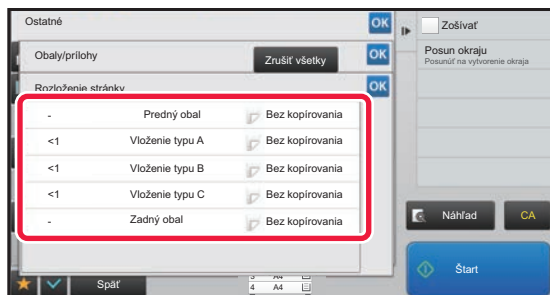 Ostatné
OK
Zošívať
Obaly/prílohy
Zrušiť všetky
OK
Posun okraju
Posunúť na vytvorenie okraja
Rozloženie stránky
OK
- Predný obal Bez kopírovania
<1 Vloženie typu A Bez kopírovania
<1 Vloženie typu B Bez kopírovania
<1 Vloženie typu C Bez kopírovania
- Zadný obal Bez kopírovania
Náhľad
CA
Späť
3 A4
4 A4
Štart